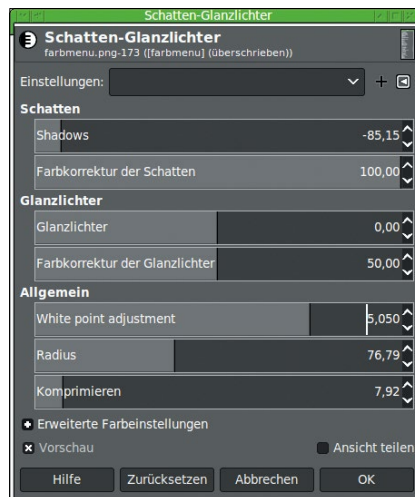 Schatten-Glanzlichter
Schatten-Glanzlichter
farbmenu.png-173 ([farbmenu] (überschrieben))
Einstellungen:
Schatten
Shadows -85,15
Farbkorrektur der Schatten 100,00
Glanzlichter
Glanzlichter 0,00
Farbkorrektur der Glanzlichter 50,00
Allgemein
White point adjustment 5,050
Radius 76,79
Komprimieren 7,92
Erweiterte Farbeinstellungen
Vorschau Ansicht teilen
Hilfe Zurücksetzen Abbrechen OK